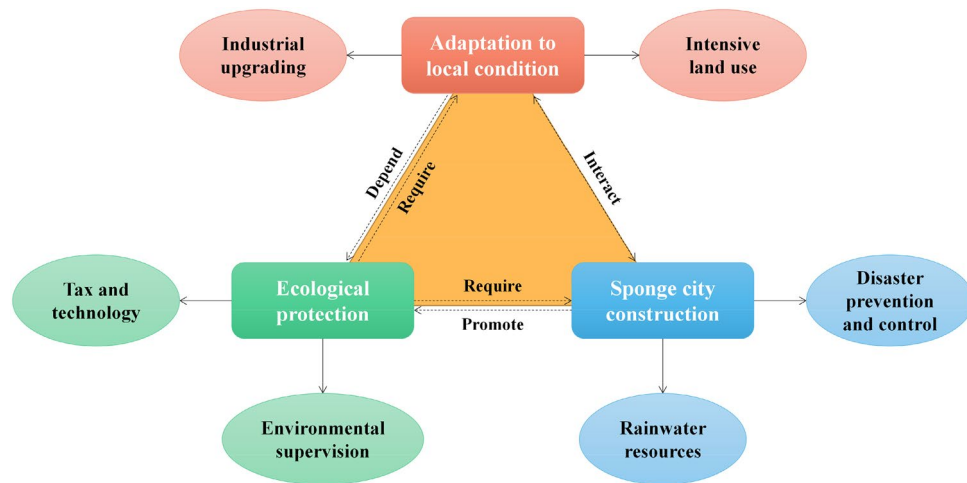 Industrial
upgrading
Adaptation to
local condition
Intensive
land use
Depend
Require
Interact
Tax and
technology
Ecological
protection
Require
Promote
Sponge city
construction
Disaster
prevention
and control
Environmental
supervision
Rainwater
resources